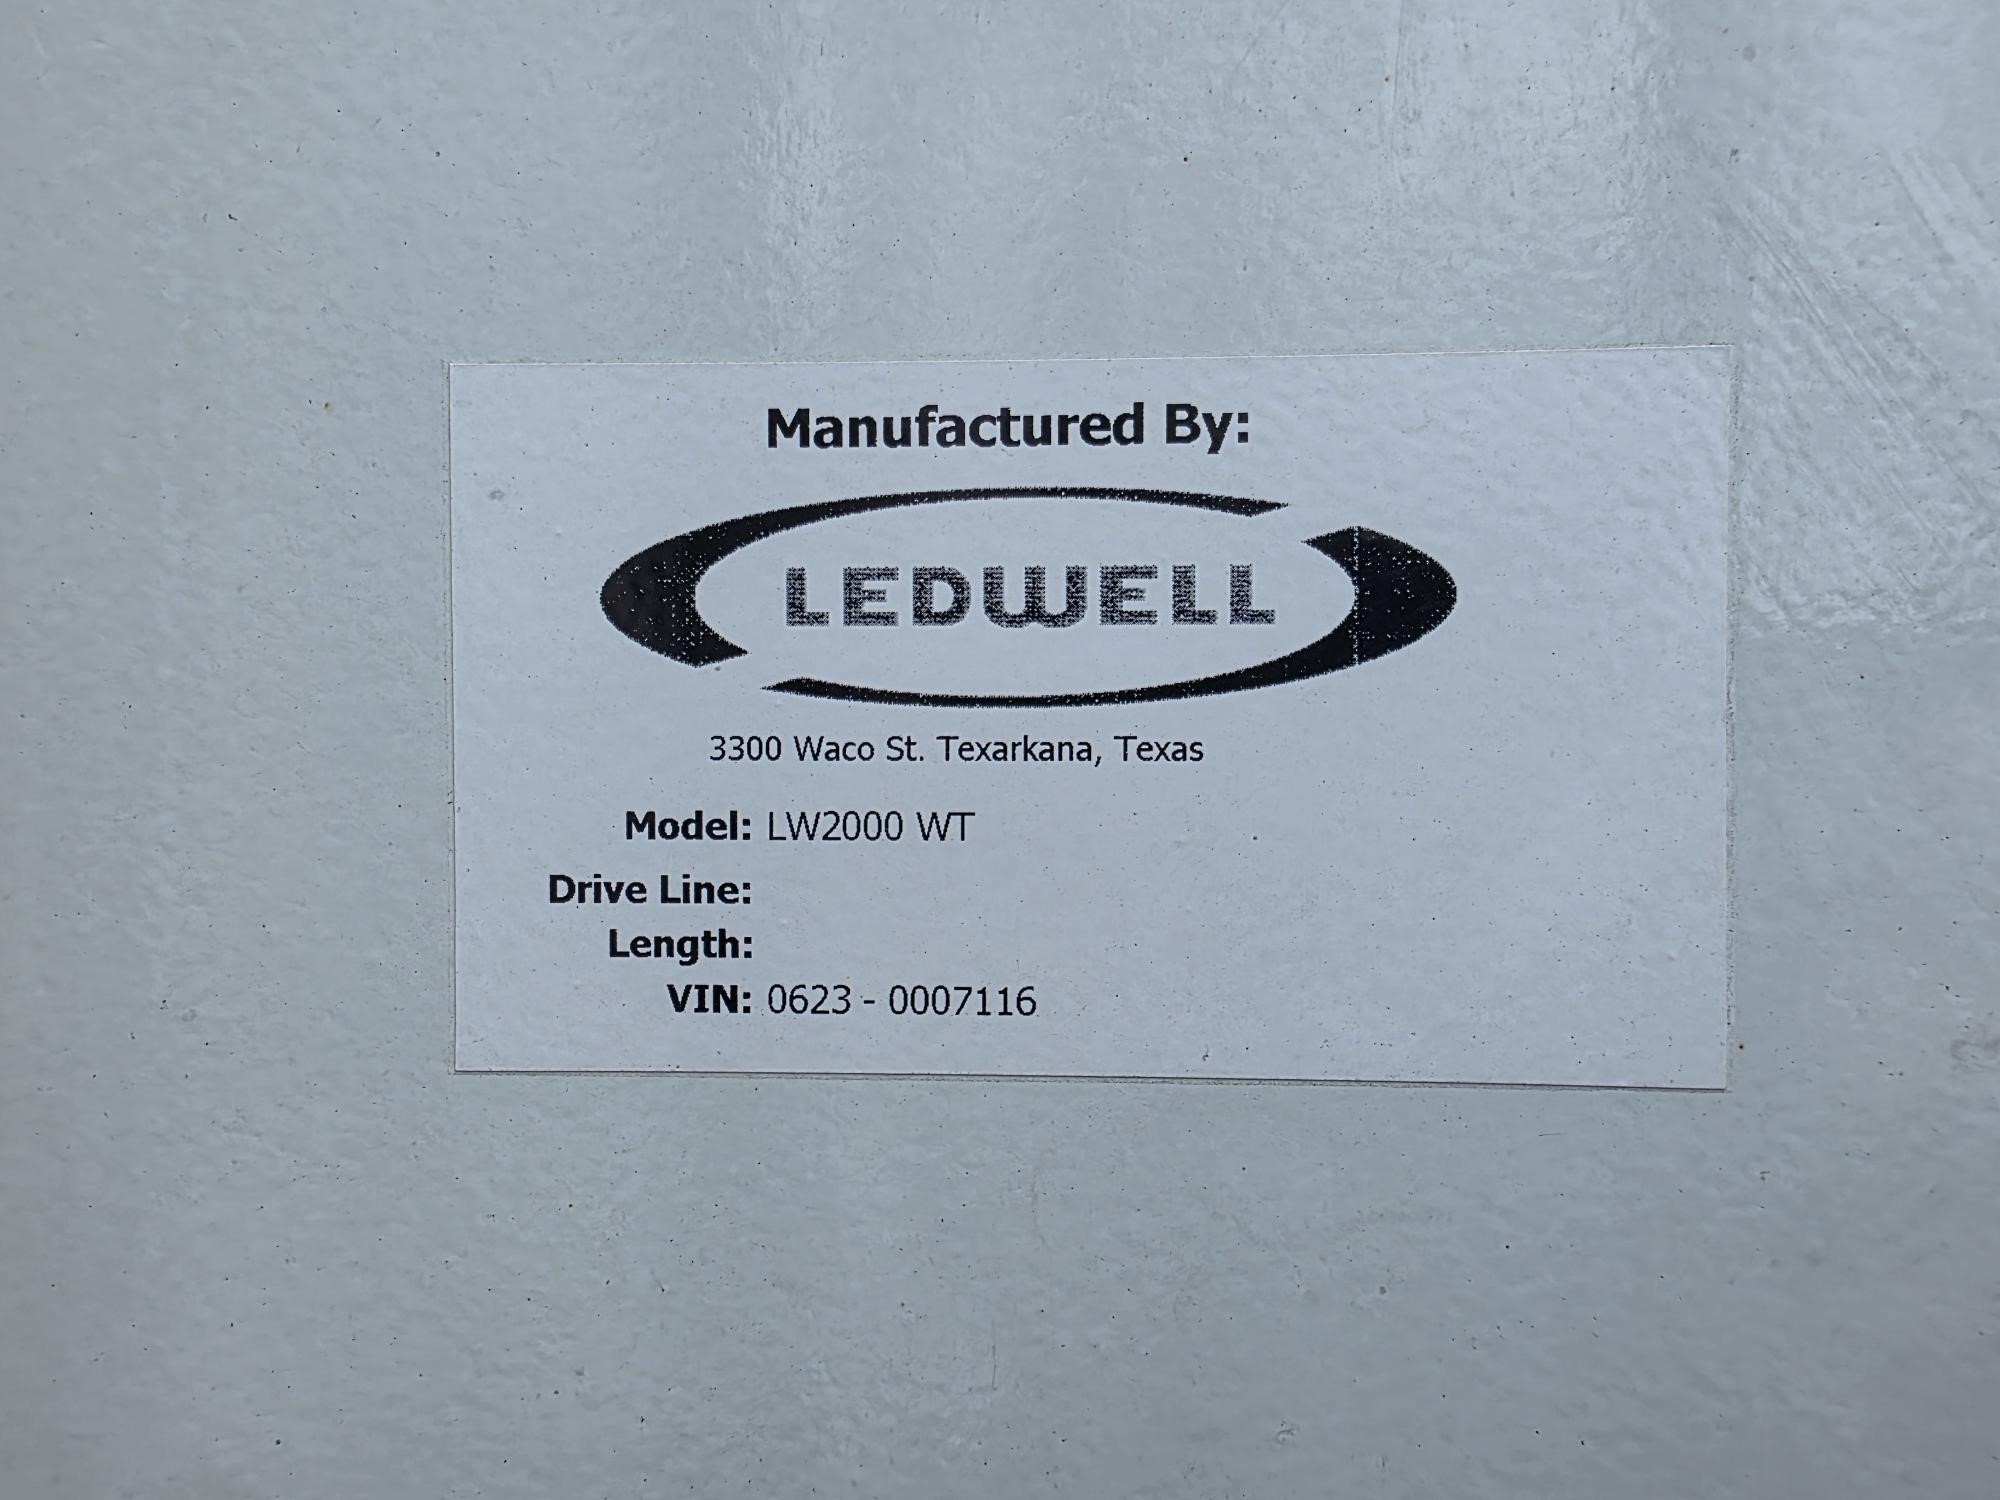 Manufactured By:
LEDWELL
3300 Waco St. Texarkana, Texas
Model: LW2000 WT
Drive Line:
Length:
VIN: 0623 - 0007116